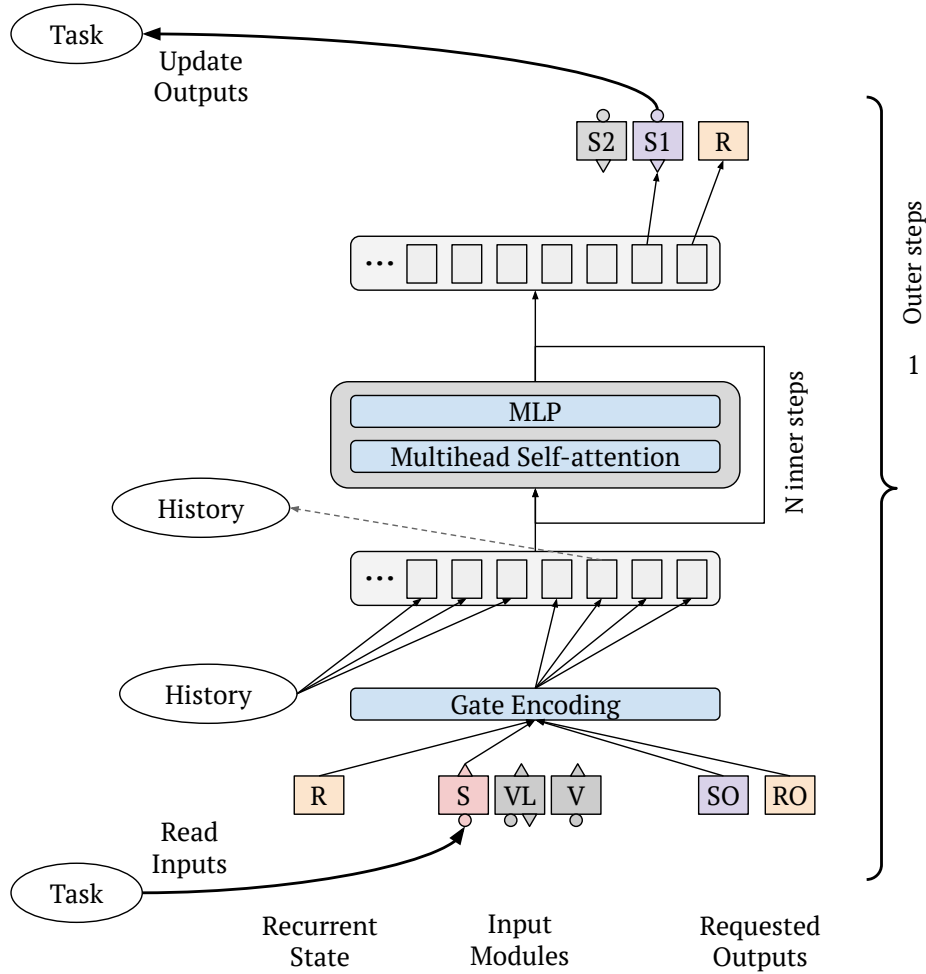 Task
Update
Outputs
S2 S1 R
...
Outer steps
1
MLP
Multihead Self-attention
N inner steps
History
...
History
Gate Encoding
R S VL V SO RO
Read
Inputs
Task
Recurrent
State
Input
Modules
Requested
Outputs